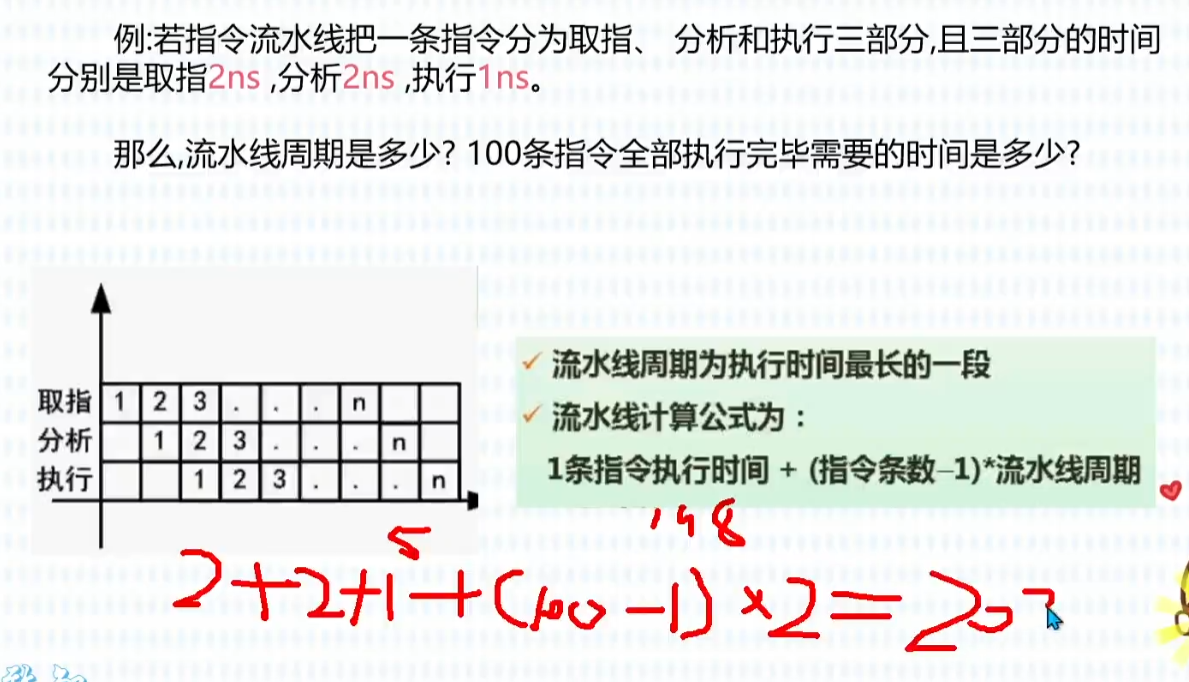 例:若指令流水线把一条指令分为取指、 分析和执行三部分,且三部分的时间
分别是取指2ns ,分析2ns ,执行1ns。
那么,流水线周期是多少? 100条指令全部执行完毕需要的时间是多少?
取指 1 2 3 . . . n
分析 1 2 3 . . . n
执行 1 2 3 . . . n
✓ 流水线周期为执行时间最长的一段
✓ 流水线计算公式为：
1条指令执行时间 + (指令条数-1)*流水线周期
5 198
2+2+1+(100-1)×2=203